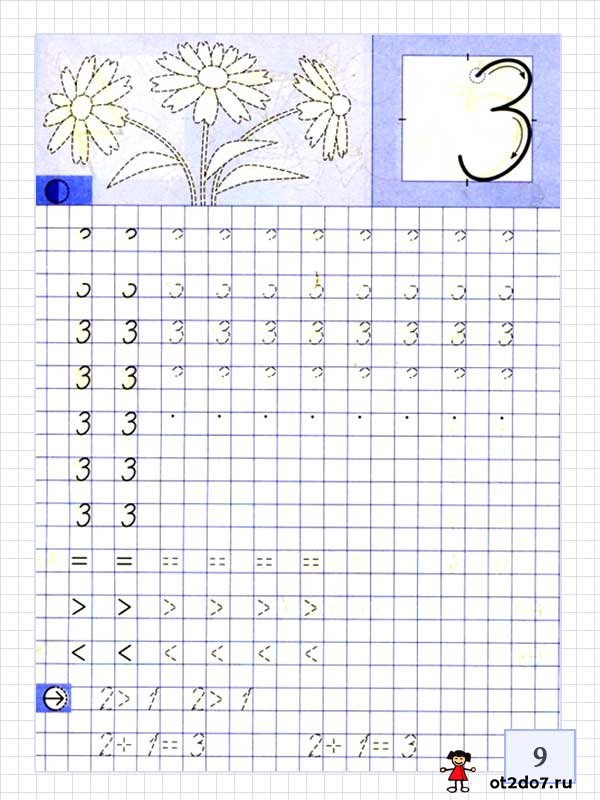 3
3 3 3 3 3 3 3 3 3 3
3 3
3 3 . . . . . . . .
3 3
3 3
= = = = = =
> > > > > >
< < < < < <
2>1 2>1
2+1=3 2+1=3
9
ot2do7.ru